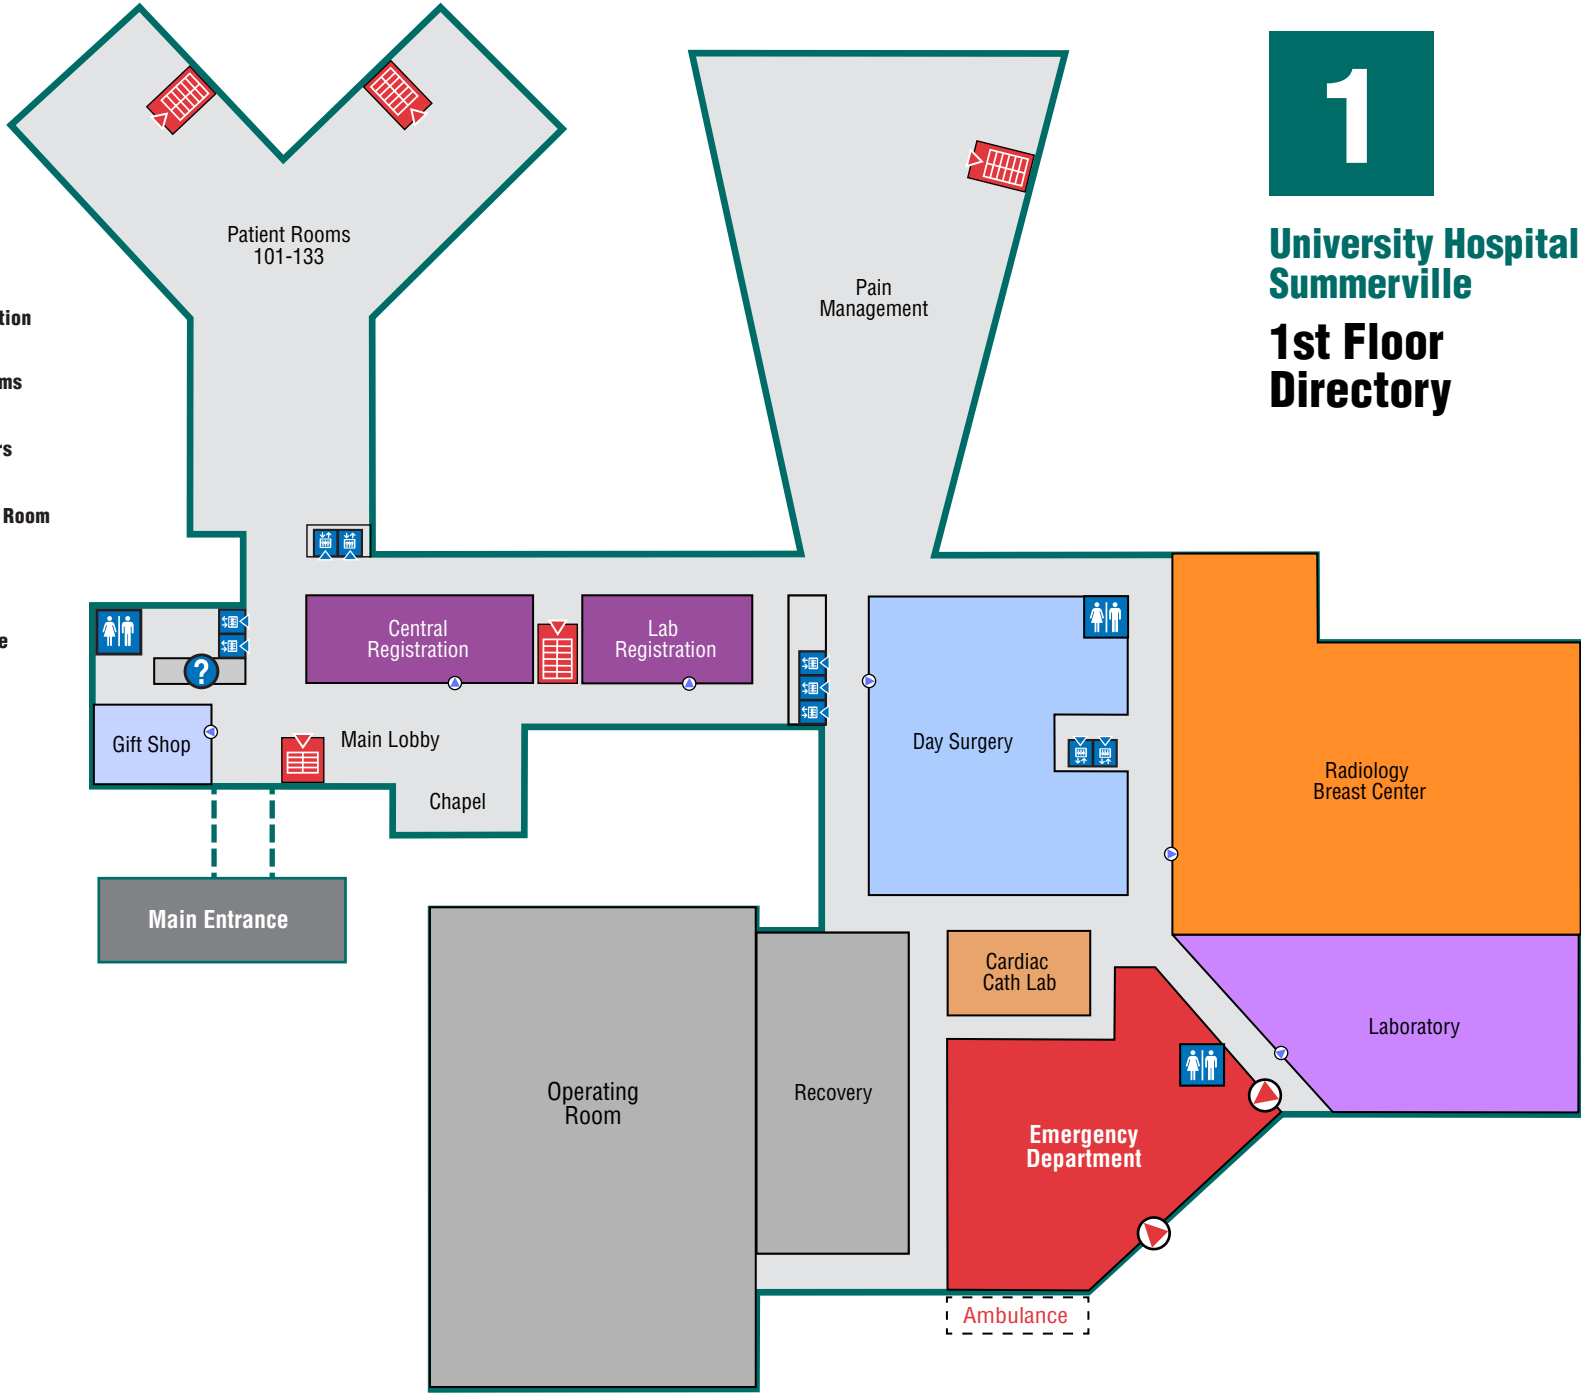 1
University Hospital
Summerville
1st Floor
Directory
Patient Rooms
101-133
Pain
Management
tion
ms
rs
Room
e
Central
Registration
Lab
Registration
?
Gift Shop
Main Lobby
Chapel
Day Surgery
Radiology
Breast Center
Main Entrance
Cardiac
Cath Lab
Laboratory
Operating
Room
Recovery
Emergency
Department
Ambulance